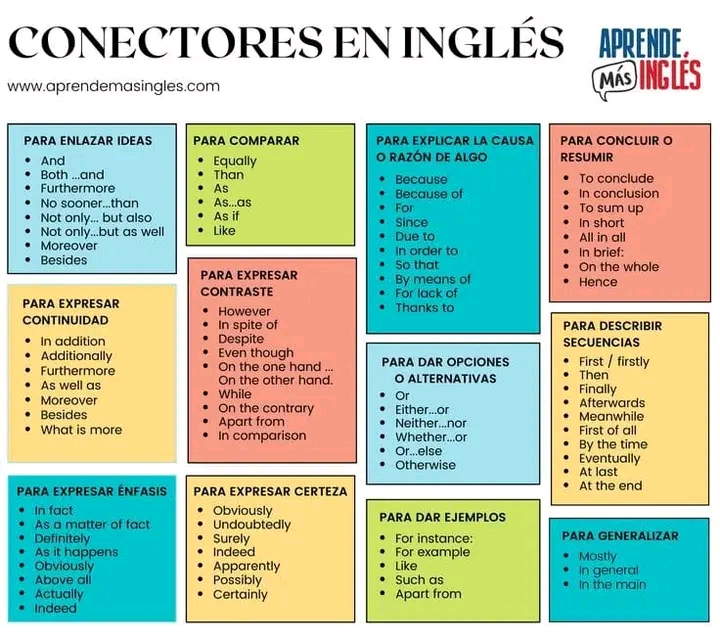 CONECTORES EN INGLÉS
www.aprendemasingles.com
APRENDE
MÁS INGLÉS
PARA ENLAZAR IDEAS
• And
• Both ...and
• Furthermore
• No sooner...than
• Not only... but also
• Not only...but as well
• Moreover
• Besides
PARA COMPARAR
• Equally
• Than
• As
• As...as
• As if
• Like
PARA EXPLICAR LA CAUSA
O RAZÓN DE ALGO
• Because
• Because of
• For
• Since
• Due to
• In order to
• So that
• By means of
• For lack of
• Thanks to
PARA CONCLUIR O
RESUMIR
• To conclude
• In conclusion
• To sum up
• In short
• All in all
• In brief:
• On the whole
• Hence
PARA EXPRESAR
CONTINUIDAD
• In addition
• Additionally
• Furthermore
• As well as
• Moreover
• Besides
• What is more
PARA EXPRESAR
CONTRASTE
• However
• In spite of
• Despite
• Even though
• On the one hand ...
On the other hand.
• While
• On the contrary
• Apart from
• In comparison
PARA DAR OPCIONES
O ALTERNATIVAS
• Or
• Either...or
• Neither...nor
• Whether...or
• Or...else
• Otherwise
PARA DESCRIBIR
SECUENCIAS
• First / firstly
• Then
• Finally
• Afterwards
• Meanwhile
• First of all
• By the time
• Eventually
• At last
• At the end
PARA EXPRESAR ÉNFASIS
• In fact
• As a matter of fact
• Definitely
• As it happens
• Obviously
• Above all
• Actually
• Indeed
PARA EXPRESAR CERTEZA
• Obviously
• Undoubtedly
• Surely
• Indeed
• Apparently
• Possibly
• Certainly
PARA DAR EJEMPLOS
• For instance:
• For example
• Like
• Such as
• Apart from
PARA GENERALIZAR
• Mostly
• In general
• In the main